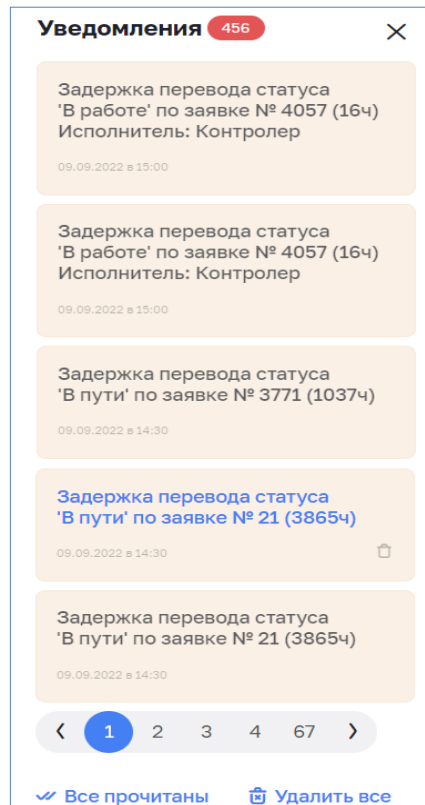 Уведомления 456
Задержка перевода статуса
'В работе' по заявке № 4057 (16ч)
Исполнитель: Контролер
09.09.2022 в 15:00
Задержка перевода статуса
'В работе' по заявке № 4057 (16ч)
Исполнитель: Контролер
09.09.2022 в 15:00
Задержка перевода статуса
'В пути' по заявке № 3771 (1037ч)
09.09.2022 в 14:30
Задержка перевода статуса
'В пути' по заявке № 21 (3865ч)
09.09.2022 в 14:30
Задержка перевода статуса
'В пути' по заявке № 21 (3865ч)
09.09.2022 в 14:30
1 2 3 4 67
Все прочитаны Удалить все